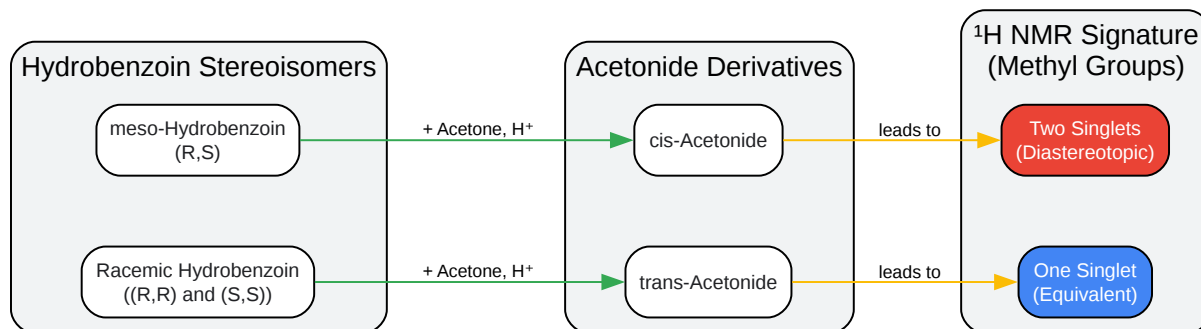 Hydrobenzoin Stereoisomers
meso-Hydrobenzoin
(R,S)
Racemic Hydrobenzoin
((R,R) and (S,S))
+ Acetone, H⁺
+ Acetone, H⁺
Acetonide Derivatives
cis-Acetonide
trans-Acetonide
leads to
leads to
¹H NMR Signature
(Methyl Groups)
Two Singlets
(Diastereotopic)
One Singlet
(Equivalent)